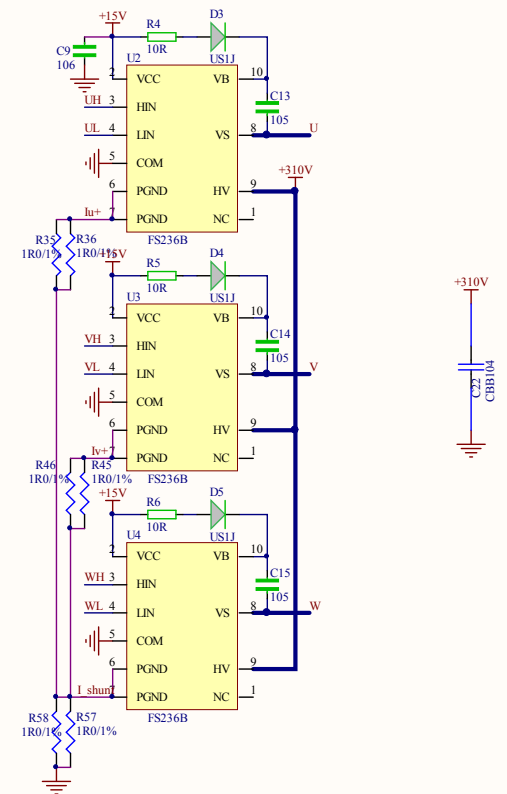 +15V
R4
10R
D3
US1J
C9
106
U2
2
VCC
VB
10
UH
3
HIN
C13
105
UL
4
LIN
VS
8
U
5
COM
+310V
6
PGND
HV
9
Iu+
7
PGND
NC
1
FS236B
R35
1R0/1%
R36
1R0/1%
+15V
R5
10R
D4
US1J
U3
2
VCC
VB
10
VH
3
HIN
C14
105
VL
4
LIN
VS
8
V
5
COM
6
PGND
HV
9
Iv+
7
PGND
NC
1
FS236B
R46
1R0/1%
R45
1R0/1%
+15V
R6
10R
D5
US1J
U4
2
VCC
VB
10
WH
3
HIN
C15
105
WL
4
LIN
VS
8
W
5
COM
6
PGND
HV
9
I_shunt
7
PGND
NC
1
FS236B
R58
1R0/1%
R57
1R0/1%
+310V
C22
CBB104